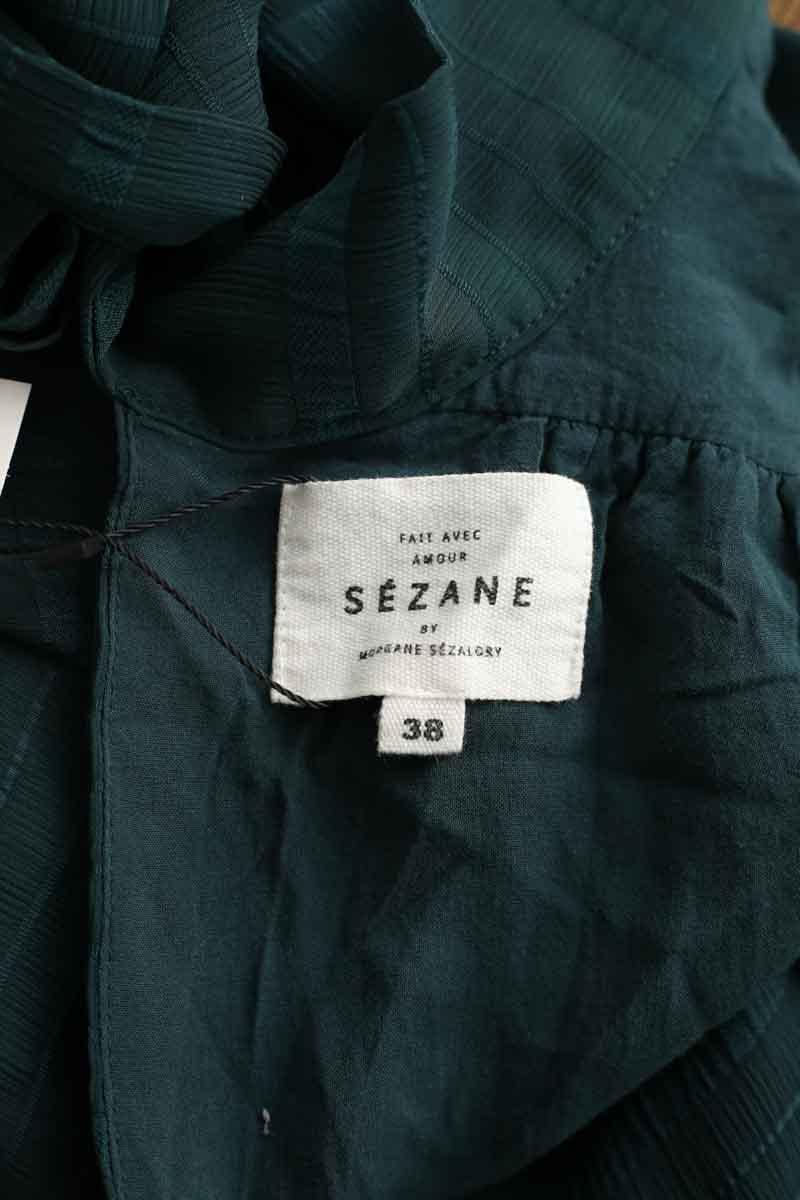 FAIT AVEC
AMOUR
SÉZANE
BY
MORGANE SÉZALORY
38